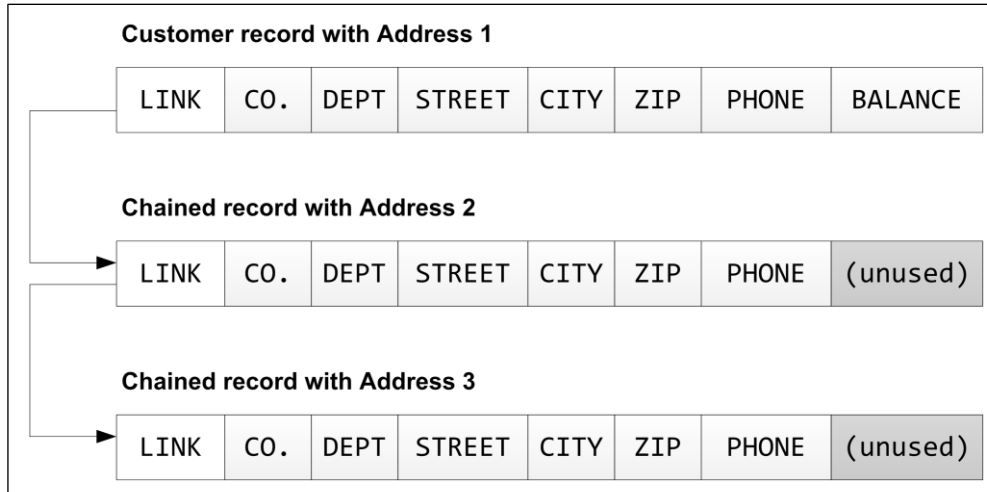 Customer record with Address 1
LINK CO. DEPT STREET CITY ZIP PHONE BALANCE
Chained record with Address 2
LINK CO. DEPT STREET CITY ZIP PHONE (unused)
Chained record with Address 3
LINK CO. DEPT STREET CITY ZIP PHONE (unused)